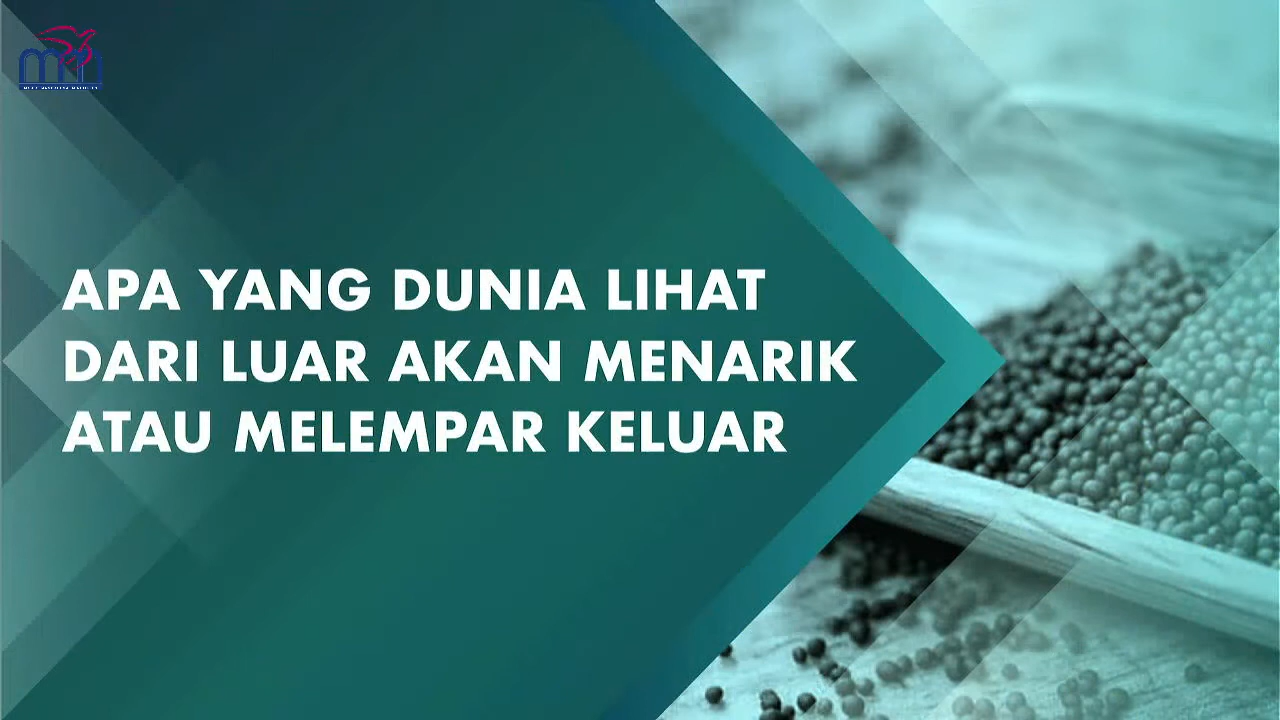 APA YANG DUNIA LIHAT
DARI LUAR AKAN MENARIK
ATAU MELEMPAR KELUAR